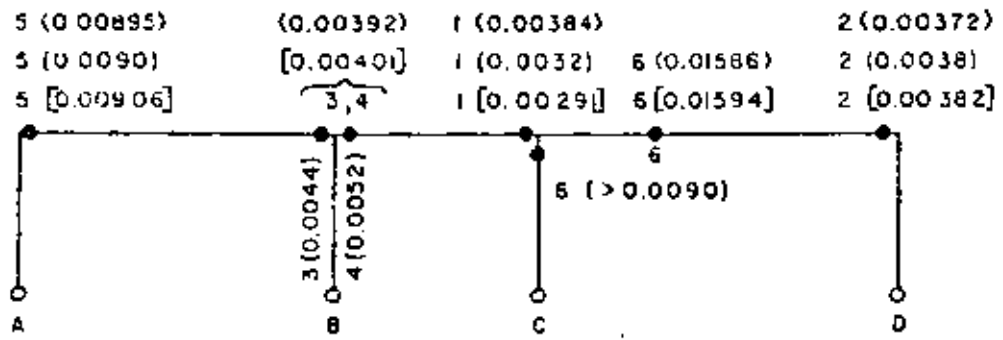 5 (0.00895) (0.00392) 1 (0.00384) 2 (0.00372)
5 (0.0090) [0.00401] 1 (0.0032) 6 (0.01586) 2 (0.0038)
5 [0.00906] 3,4 1 [0.00291] 6 [0.01594] 2 [0.00382]
6
3 (0.0044)
4 (0.0052)
6 (>0.0090)
A B C D